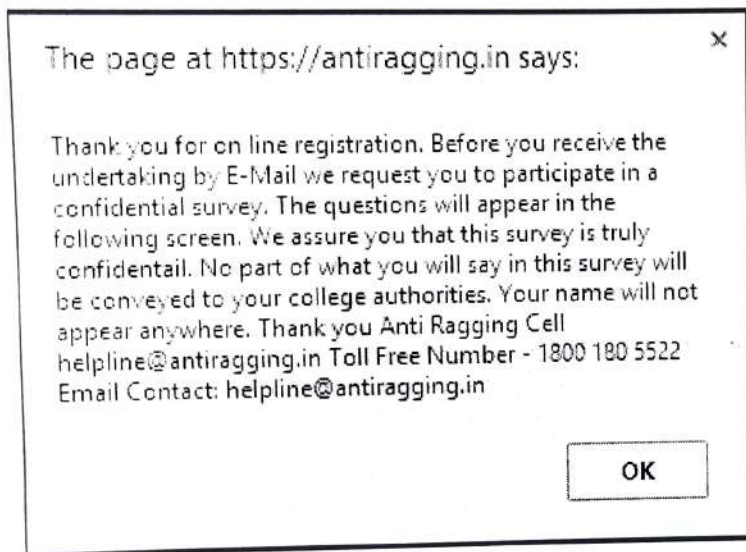 The page at https://antiragging.in says:
×
Thank you for on line registration. Before you receive the
undertaking by E-Mail we request you to participate in a
confidential survey. The questions will appear in the
following screen. We assure you that this survey is truly
confidentail. No part of what you will say in this survey will
be conveyed to your college authorities. Your name will not
appear anywhere. Thank you Anti Ragging Cell
helpline@antiragging.in Toll Free Number - 1800 180 5522
Email Contact: helpline@antiragging.in
OK